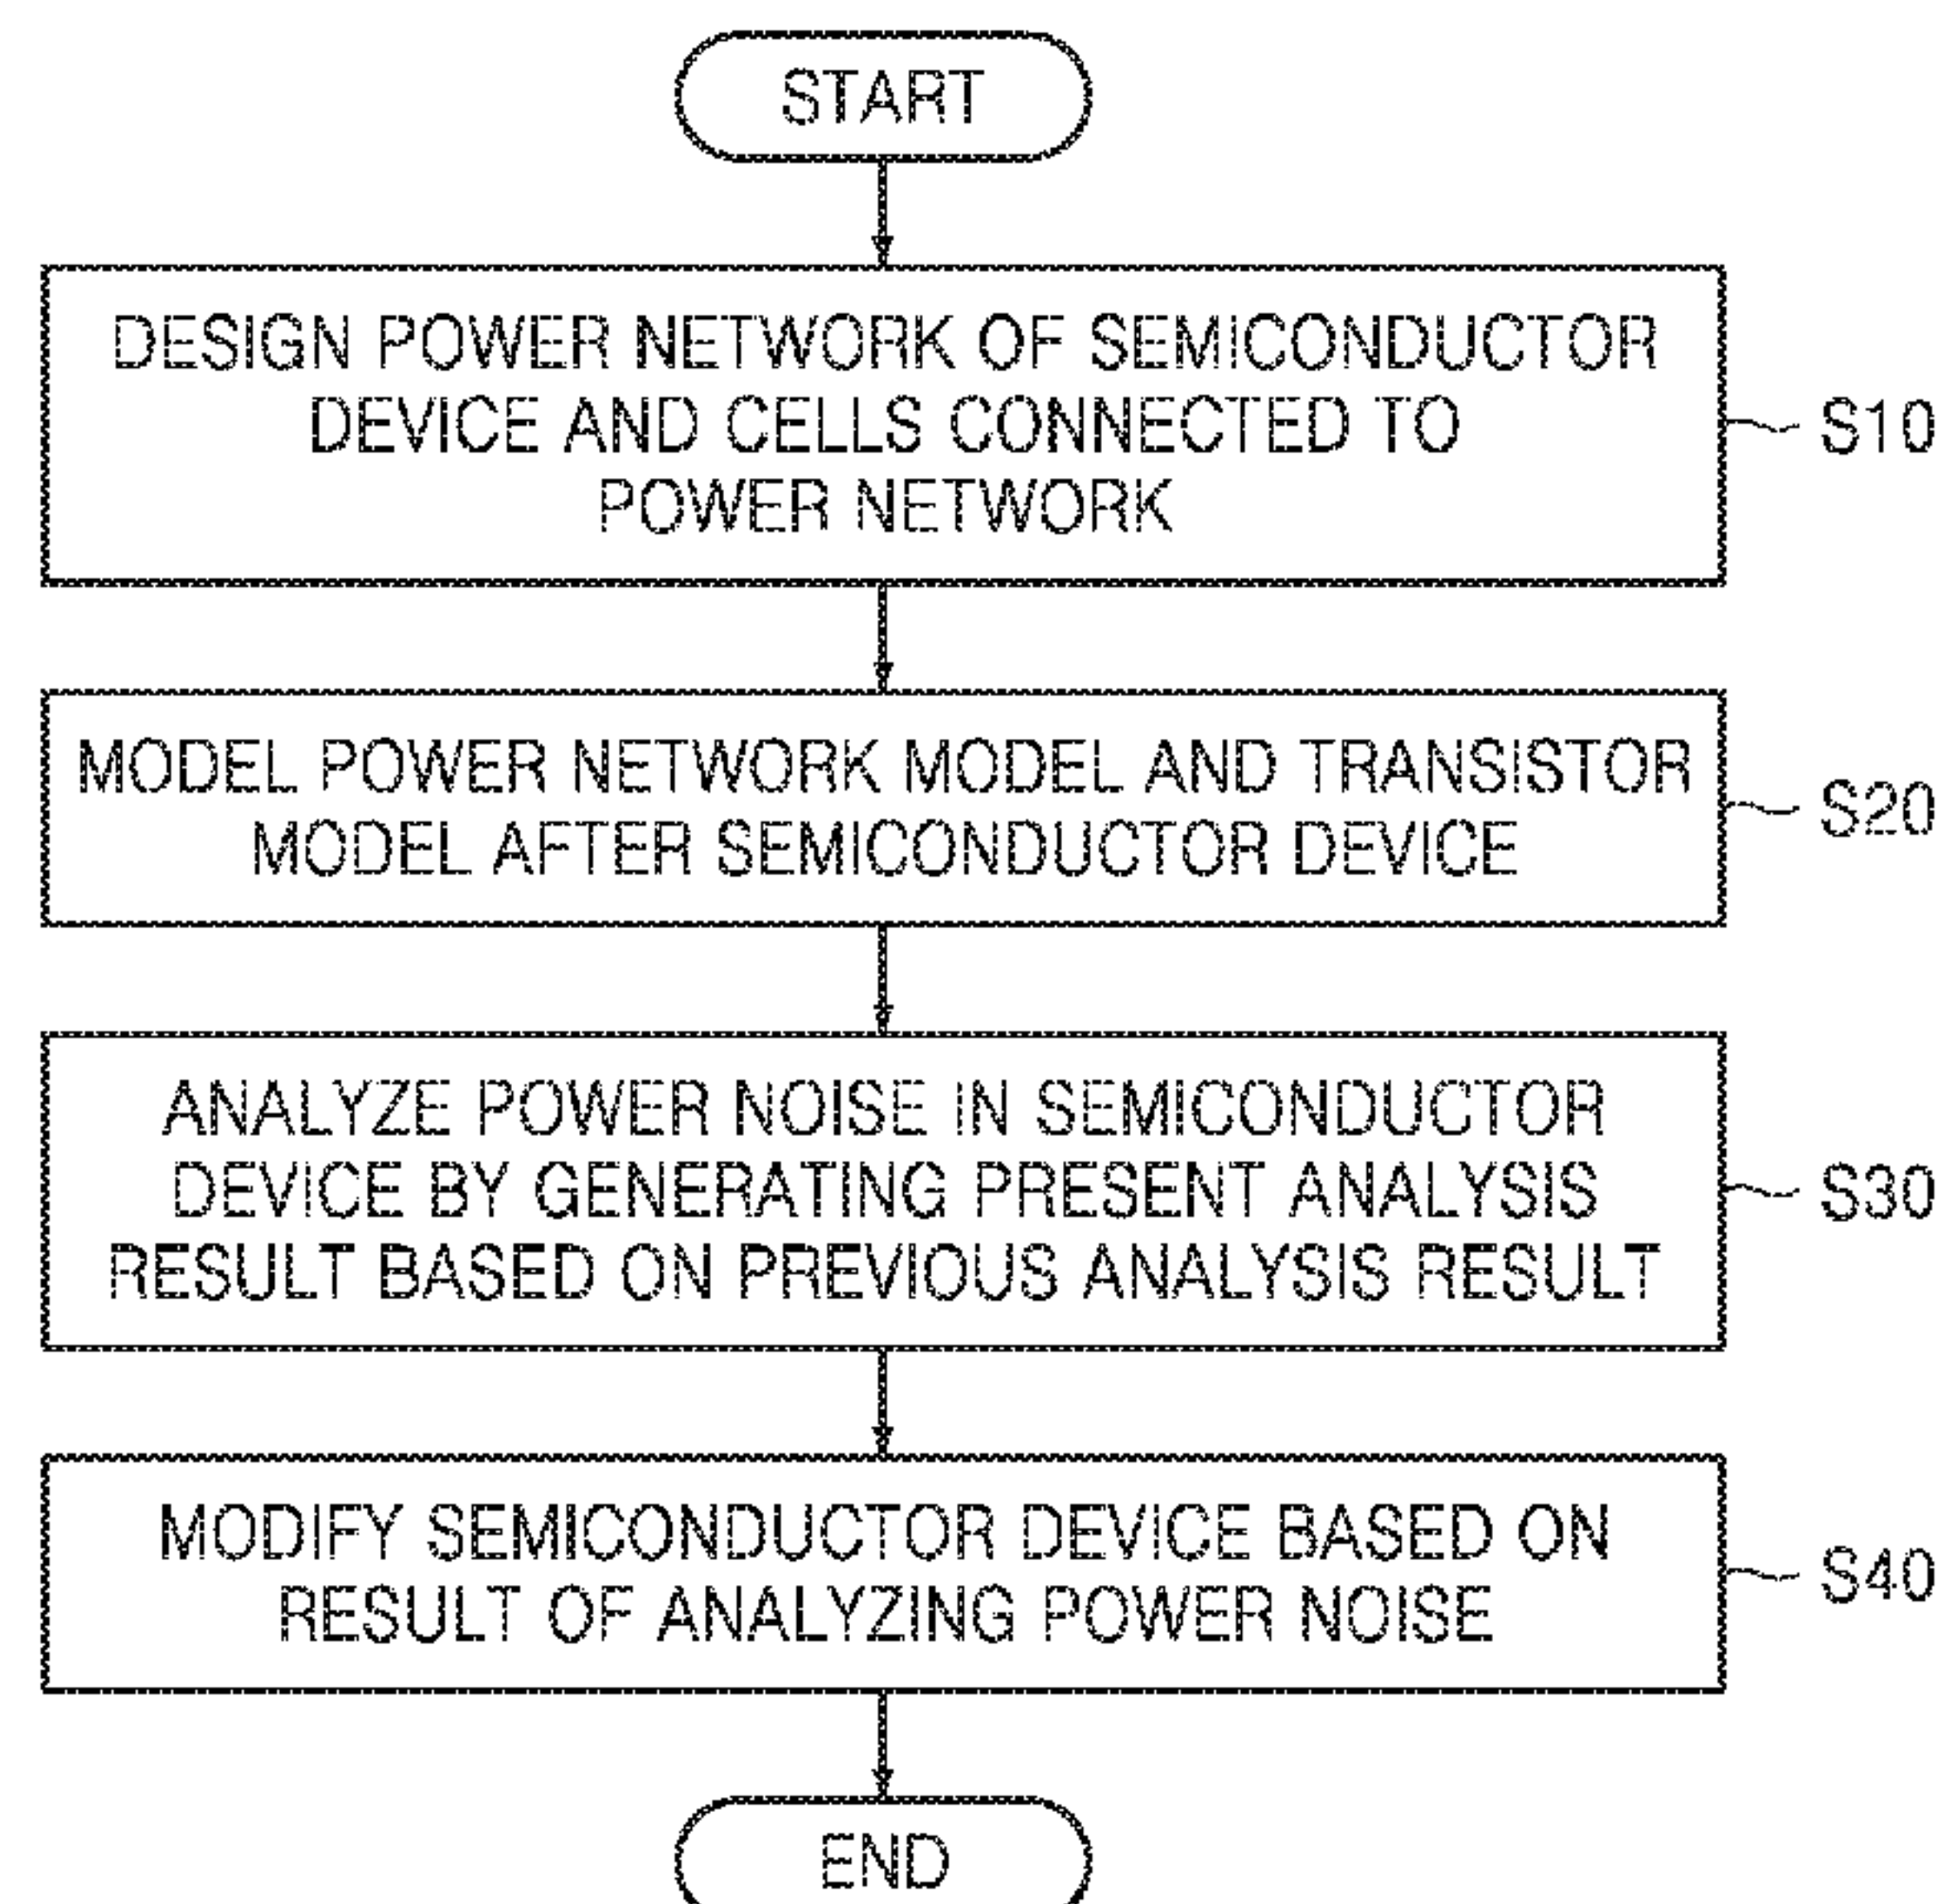 START
DESIGN POWER NETWORK OF SEMICONDUCTOR
DEVICE AND CELLS CONNECTED TO
POWER NETWORK
S10
MODEL POWER NETWORK MODEL AND TRANSISTOR
MODEL AFTER SEMICONDUCTOR DEVICE
S20
ANALYZE POWER NOISE IN SEMICONDUCTOR
DEVICE BY GENERATING PRESENT ANALYSIS
RESULT BASED ON PREVIOUS ANALYSIS RESULT
S30
MODIFY SEMICONDUCTOR DEVICE BASED ON
RESULT OF ANALYZING POWER NOISE
S40
END